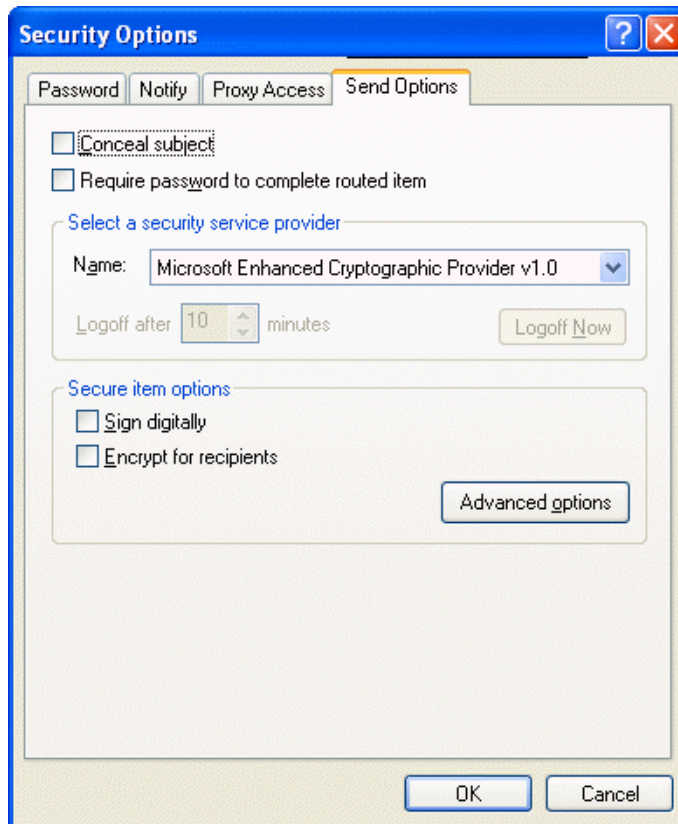 Security Options
Password Notify Proxy Access Send Options
Conceal subject
Require password to complete routed item
Select a security service provider
Name: Microsoft Enhanced Cryptographic Provider v1.0
Logoff after 10 minutes Logoff Now
Secure item options
Sign digitally
Encrypt for recipients
Advanced options
OK Cancel